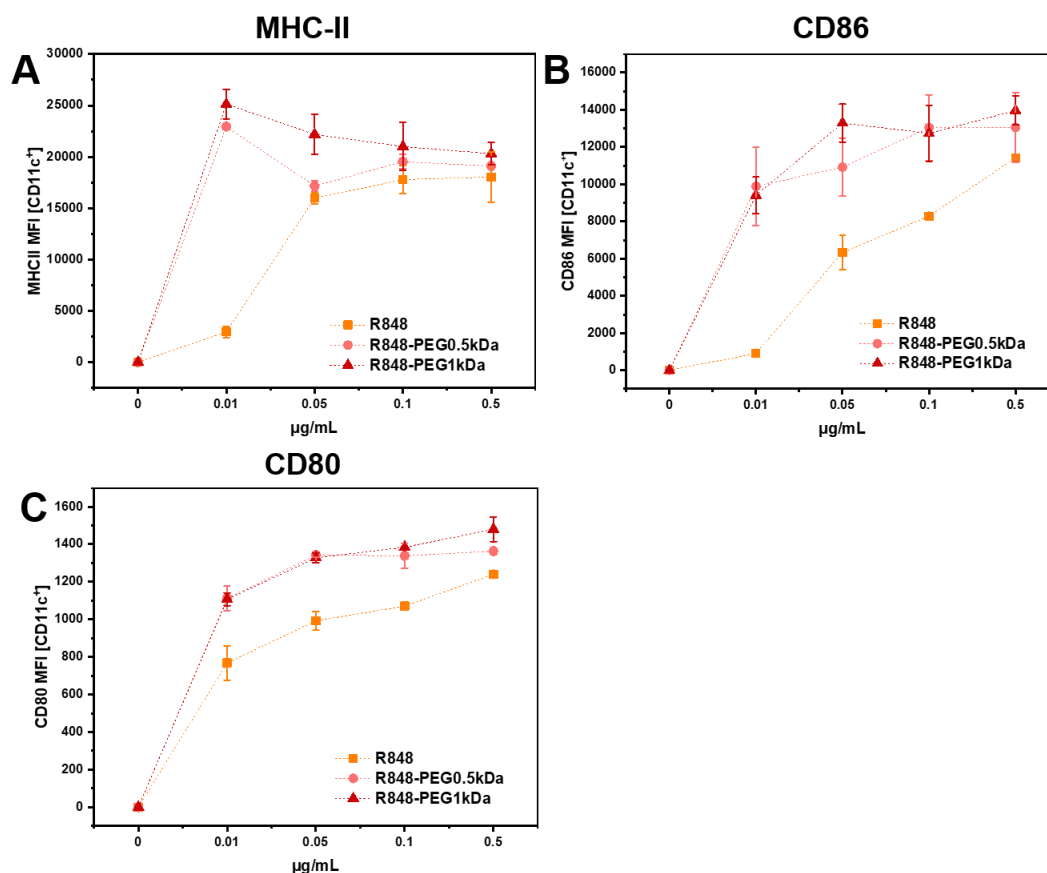 MHC-II
A
30000
25000
20000
15000
10000
5000
0
MHCII MFI [CD11c⁺]
R848
R848-PEG0.5kDa
R848-PEG1kDa
0 0.01 0.05 0.1 0.5
µg/mL
CD86
B
16000
14000
12000
10000
8000
6000
4000
2000
0
CD86 MFI [CD11c⁺]
R848
R848-PEG0.5kDa
R848-PEG1kDa
0 0.01 0.05 0.1 0.5
µg/mL
CD80
C
1600
1400
1200
1000
800
600
400
200
0
CD80 MFI [CD11c⁺]
R848
R848-PEG0.5kDa
R848-PEG1kDa
0 0.01 0.05 0.1 0.5
µg/mL